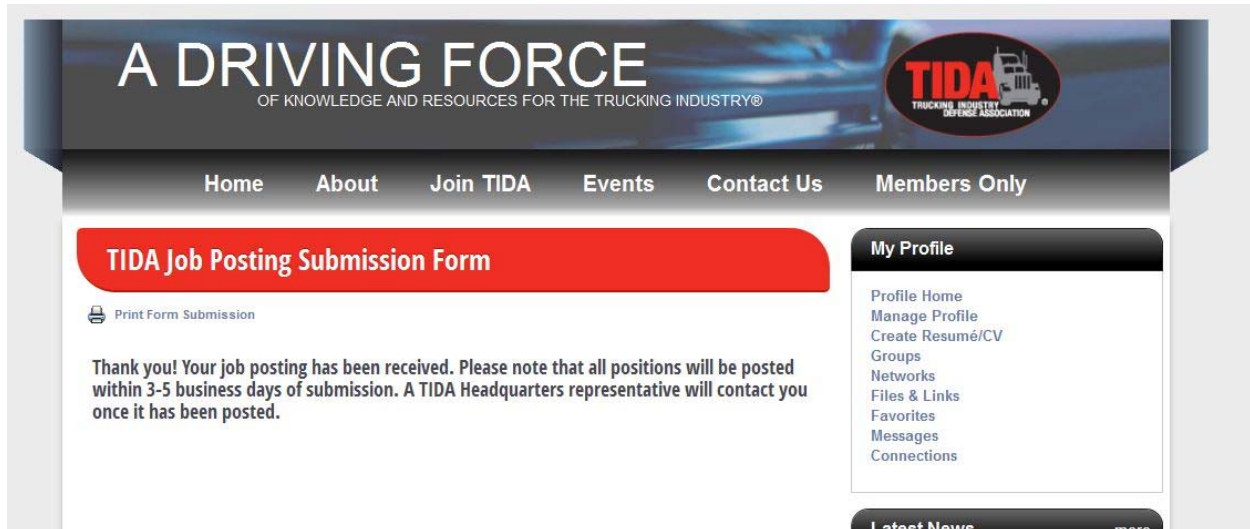 A DRIVING FORCE
OF KNOWLEDGE AND RESOURCES FOR THE TRUCKING INDUSTRY®
TIDA
TRUCKING INDUSTRY
DEFENSE ASSOCIATION
Home About Join TIDA Events Contact Us Members Only
TIDA Job Posting Submission Form
Print Form Submission
Thank you! Your job posting has been received. Please note that all positions will be posted
within 3-5 business days of submission. A TIDA Headquarters representative will contact you
once it has been posted.
My Profile
Profile Home
Manage Profile
Create Resumé/CV
Groups
Networks
Files & Links
Favorites
Messages
Connections
Latest News more